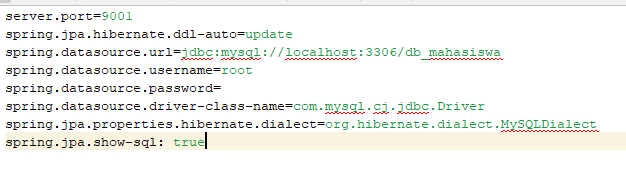 server.port=9001
spring.jpa.hibernate.ddl-auto=update
spring.datasource.url=jdbc:mysql://localhost:3306/db_mahasiswa
spring.datasource.username=root
spring.datasource.password=
spring.datasource.driver-class-name=com.mysql.cj.jdbc.Driver
spring.jpa.properties.hibernate.dialect=org.hibernate.dialect.MySQLDialect
spring.jpa.show-sql: true